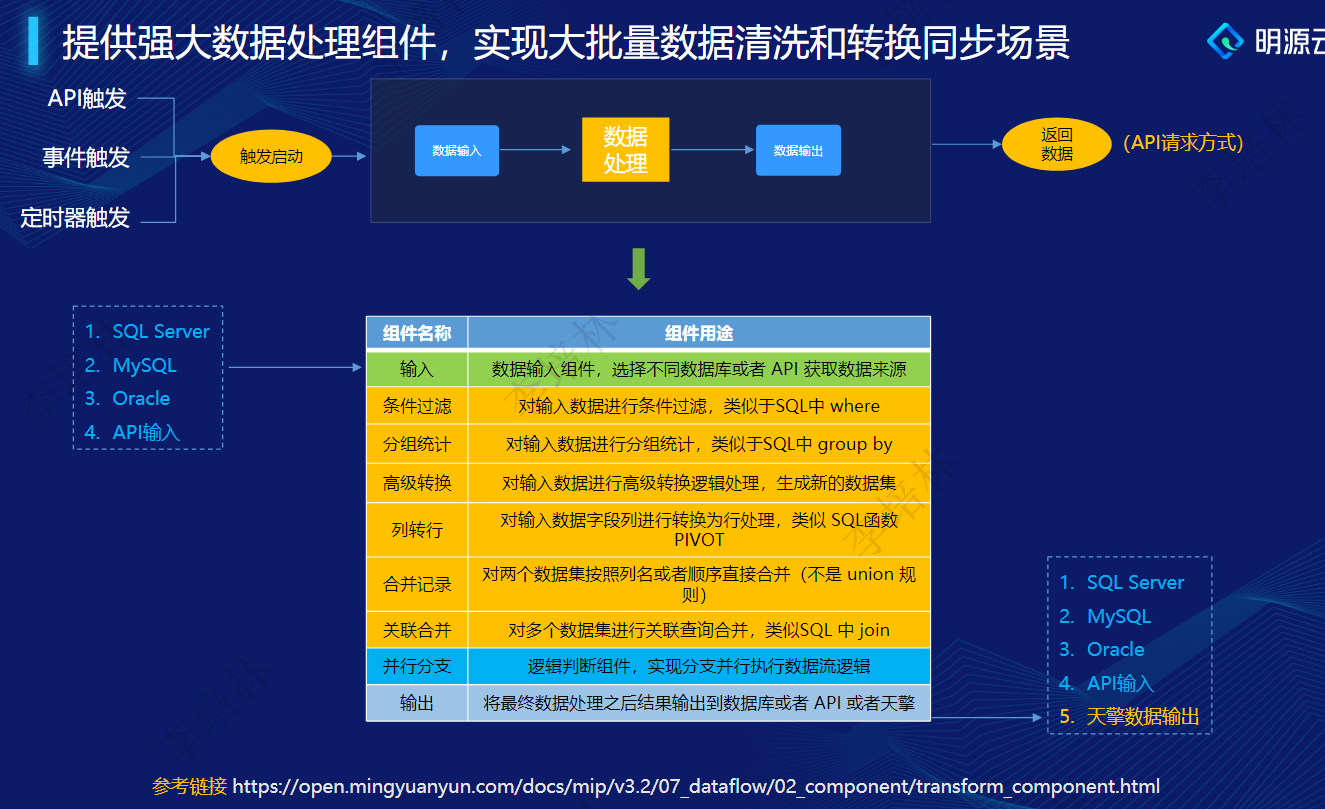 提供强大数据处理组件，实现大批量数据清洗和转换同步场景
明源云
API触发
事件触发
定时器触发
触发启动
数据输入
数据
处理
数据输出
返回
数据
(API请求方式)
1. SQL Server
2. MySQL
3. Oracle
4. API输入
组件名称 组件用途
输入 数据输入组件，选择不同数据库或者 API 获取数据来源
条件过滤 对输入数据进行条件过滤，类似于SQL中 where
分组统计 对输入数据进行分组统计，类似于SQL中 group by
高级转换 对输入数据进行高级转换逻辑处理，生成新的数据集
列转行 对输入数据字段列进行转换为行处理，类似 SQL函数
PIVOT
合并记录 对两个数据集按照列名或者顺序直接合并（不是 union 规
则）
关联合并 对多个数据集进行关联查询合并，类似SQL 中 join
并行分支 逻辑判断组件，实现分支并行执行数据流逻辑
输出 将最终数据处理之后结果输出到数据库或者 API 或者天擎
1. SQL Server
2. MySQL
3. Oracle
4. API输入
5. 天擎数据输出
参考链接 https://open.mingyuanyun.com/docs/mip/v3.2/07_dataflow/02_component/transform_component.html
李培林
李培林
李培林
李培林
李培林